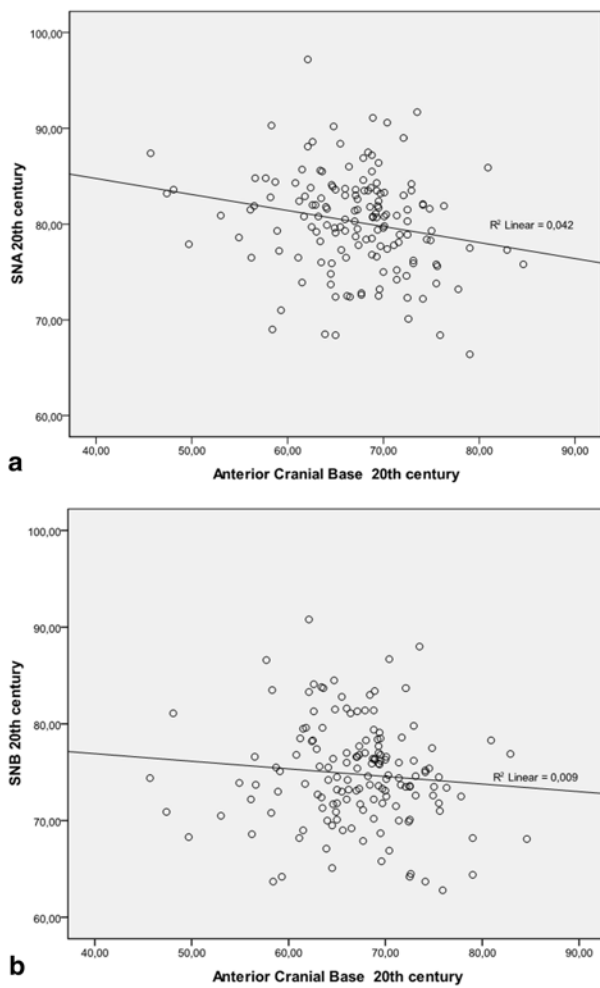 100,00
90,00
80,00
70,00
60,00
SNA 20th century
R² Linear = 0,042
40,00 50,00 60,00 70,00 80,00 90,00
Anterior Cranial Base 20th century
a
100,00
90,00
80,00
70,00
60,00
SNB 20th century
R² Linear = 0,009
40,00 50,00 60,00 70,00 80,00 90,00
Anterior Cranial Base 20th century
b